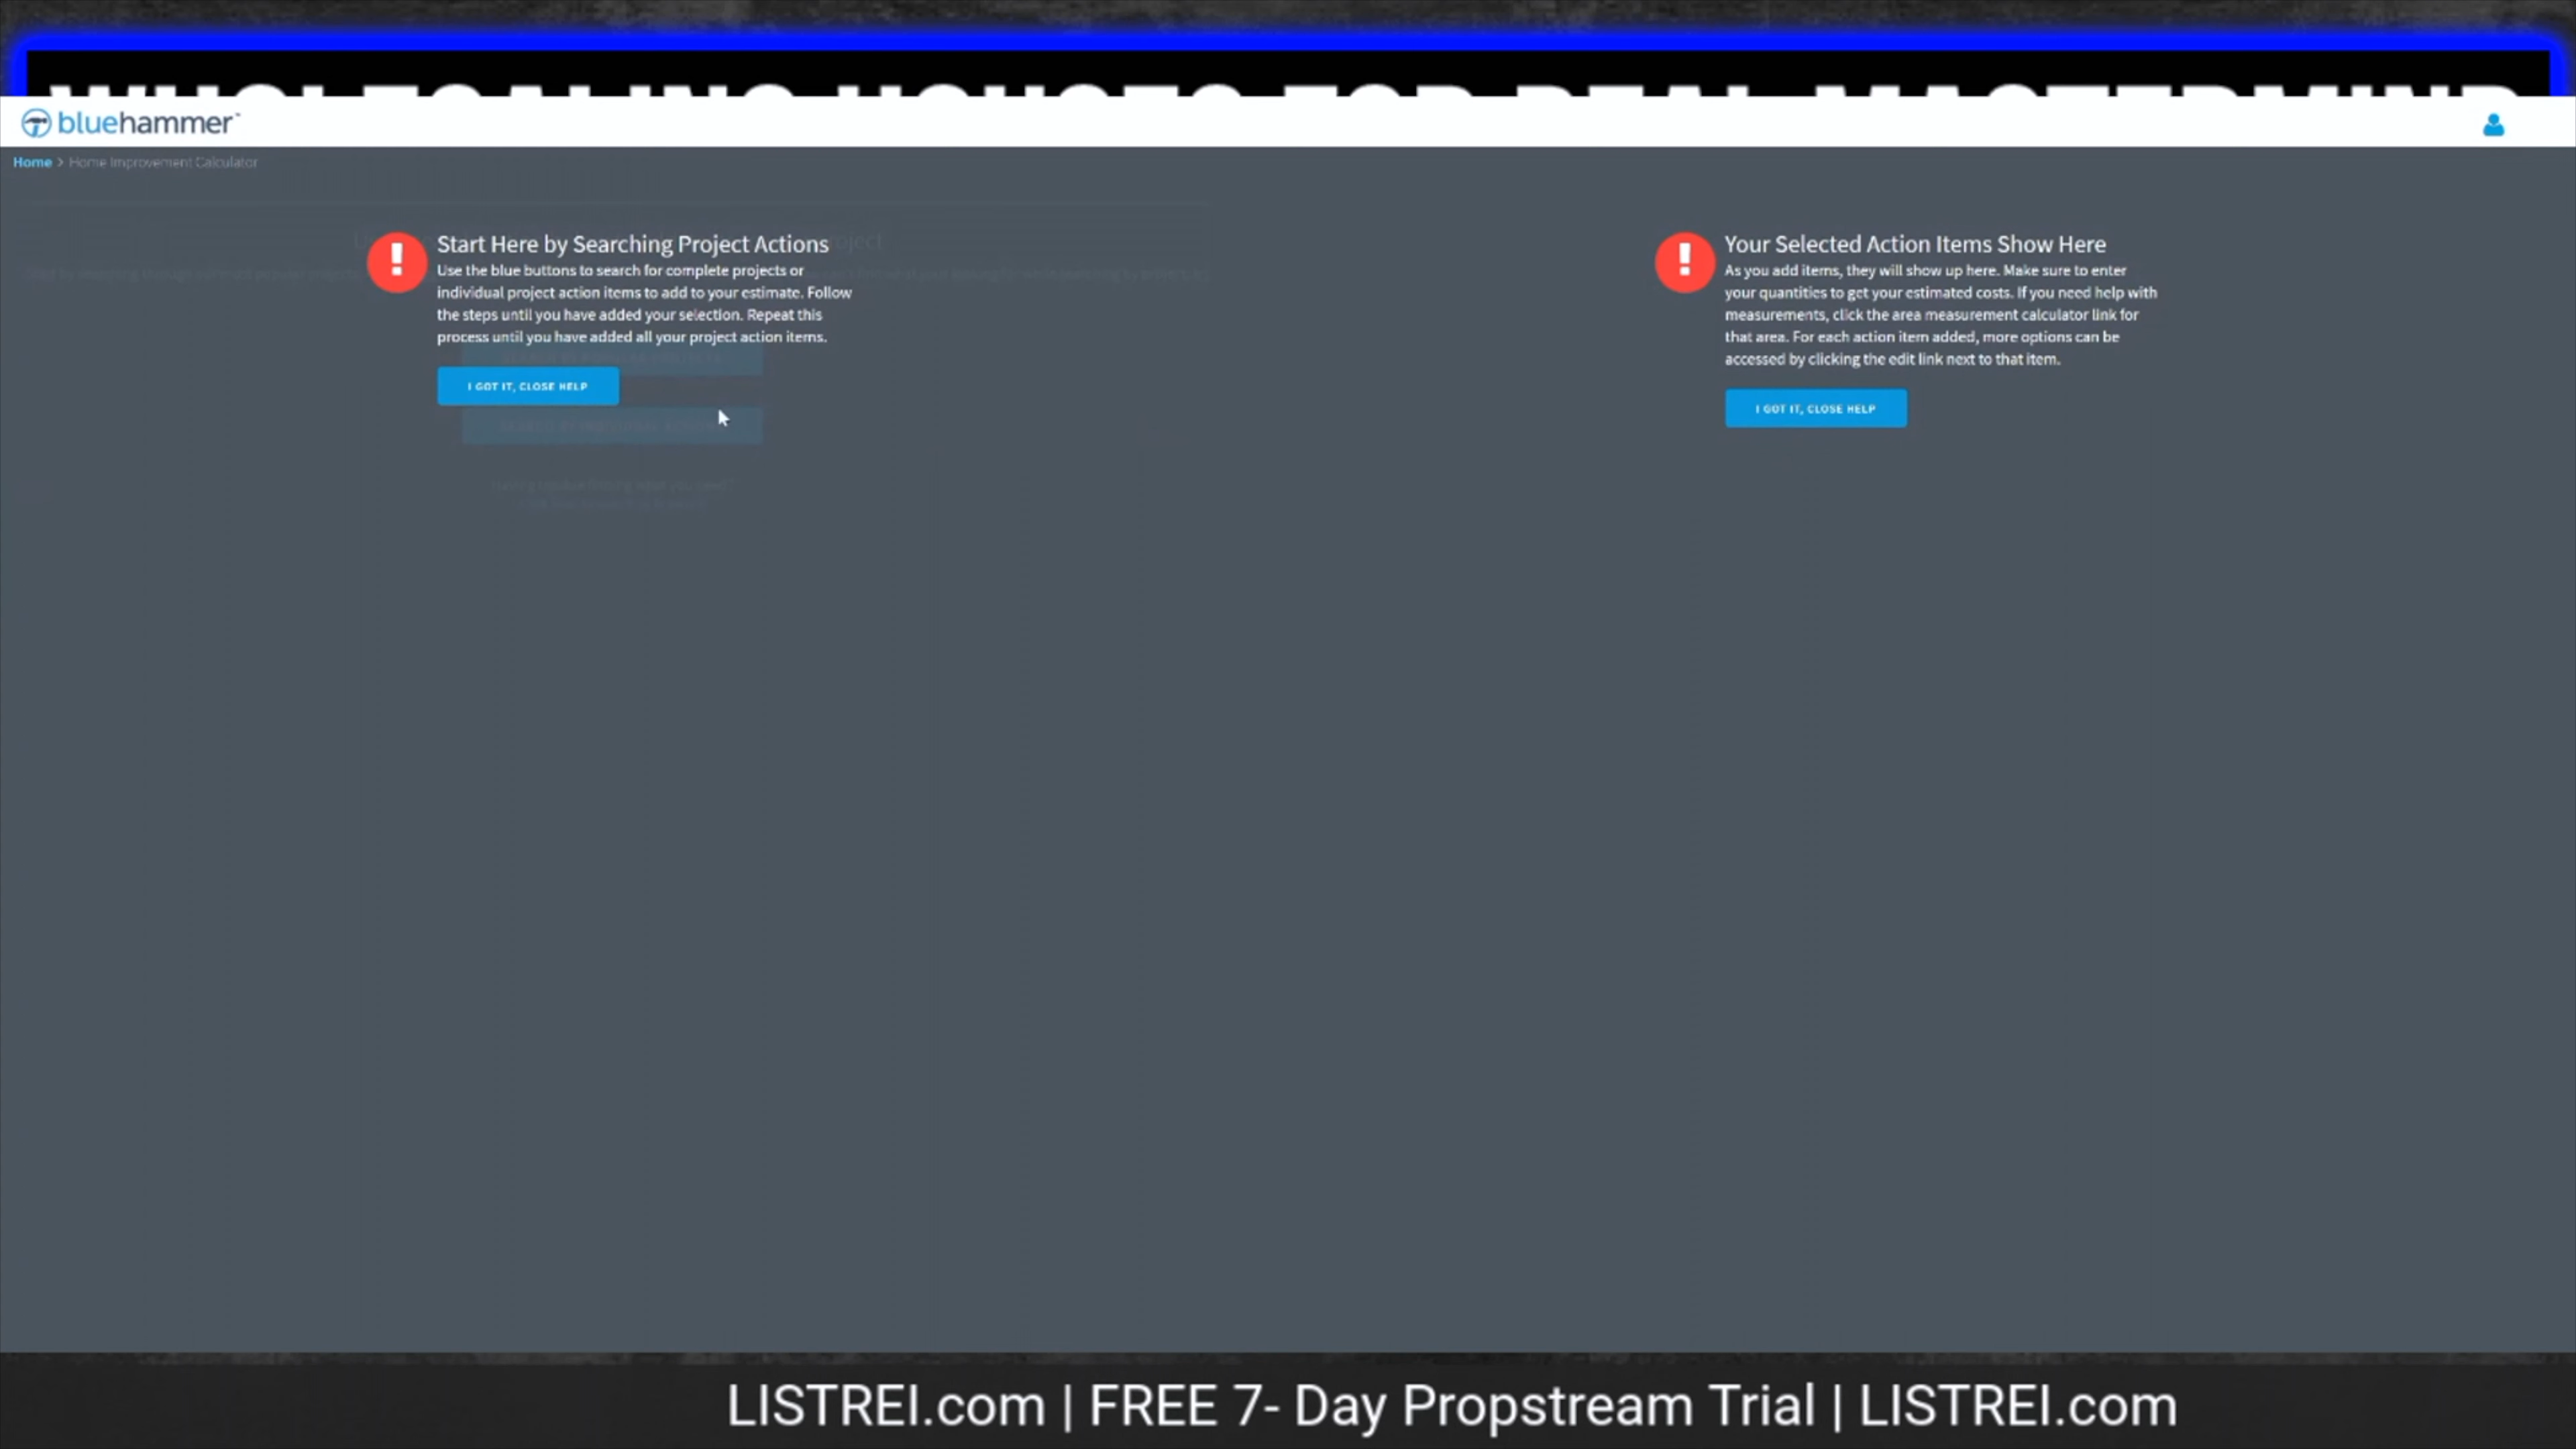 WHOLESALING HOUSES FOR REAL MASTERMIND
bluehammer™
Home > Home Improvement Calculator
Start Here by Searching Project Actions
Use the blue buttons to search for complete projects or
individual project action items to add to your estimate. Follow
the steps until you have added your selection. Repeat this
process until you have added all your project action items.
I GOT IT, CLOSE HELP
Your Selected Action Items Show Here
As you add items, they will show up here. Make sure to enter
your quantities to get your estimated costs. If you need help with
measurements, click the area measurement calculator link for
that area. For each action item added, more options can be
accessed by clicking the edit link next to that item.
I GOT IT, CLOSE HELP
LISTREI.com | FREE 7- Day Propstream Trial | LISTREI.com